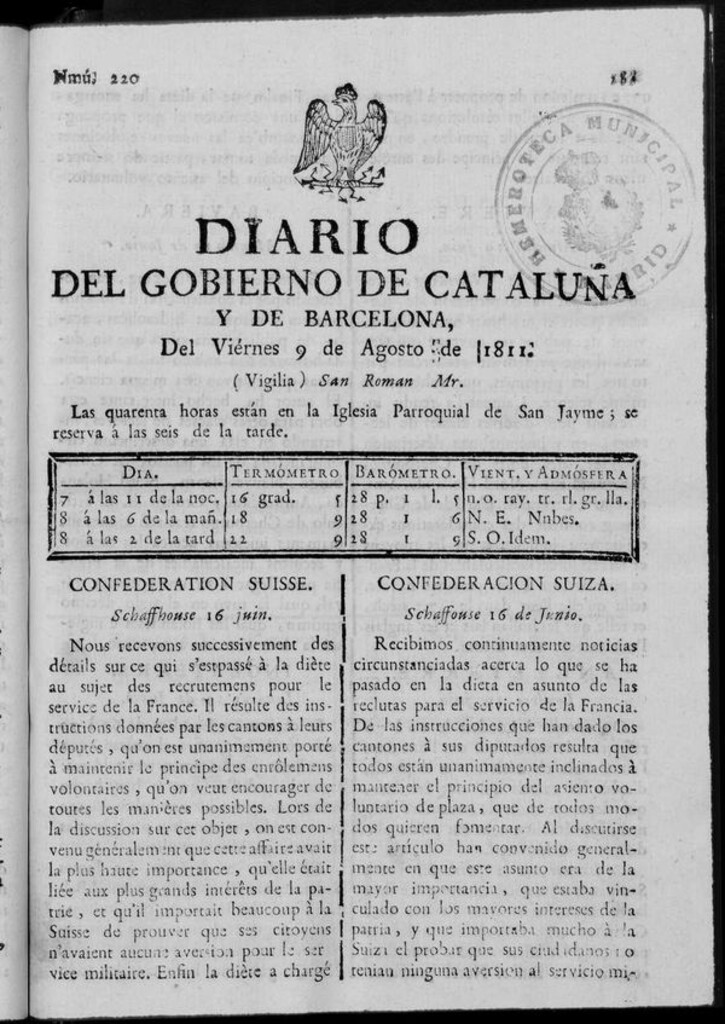 Nmú. 220
HEMEROTECA MUNICIPAL
MADRID
DIARIO
DEL GOBIERNO DE CATALUÑA
Y DE BARCELONA,
Del Viérnes 9 de Agosto de 1811.
( Vigilia ) San Roman Mr.
Las quarenta horas están en la Iglesia Parroquial de San Jayme ; se
reserva á las seis de la tarde.
DIA. TERMÓMETRO BARÓMETRO. VIENT. Y ADMÓSFERA
7 á las 11 de la noc. 16 grad. 5 28 p. 1 l. 5 n.o. ray. tr. rl. gr. lla.
8 á las 6 de la mañ. 18 9 28 1 6 N. E. Nubes.
8 á las 2 de la tard 22 9 28 1 9 S. O. Idem.
CONFEDERATION SUISSE.
Schaffhouse 16 juin.
Nous recevons successivement des
détails sur ce qui s'estpassé à la diète
au sujet des recrutemens pour le
service de la France. Il résulte des ins-
tructions données par les cantons à leurs
députés , qu'on est unanimement porté
à maintenir le principe des enrôlemens
volontaires , qu'on veut encourager de
toutes les manières possibles. Lors de
la discussion sur cet objet , on est con-
venu généralement que cette affaire avait
la plus haute importance , qu'elle était
liée aux plus grands intérêts de la pa-
trie , et qu'il importait beaucoup à la
Suisse de prouver que ses citoyens
n'avaient aucune aversion pour le ser
vice militaire. Enfin la diète a chargé
CONFEDERACION SUIZA.
Schaffouse 16 de Junio.
Recibimos continuamente noticias
circunstanciadas acerca lo que se ha
pasado en la dieta en asunto de las
reclutas para el servicio de la Francia.
De las instrucciones que han dado los
cantones à sus diputados resulta que
todos están unanimamente inclinados à
mantener el principio del asiento vo-
luntario de plaza, que de todos mo-
dos quieren fomentar. Al discutirse
este artículo han convenido general-
mente en que este asunto era de la
mayor importancia , que estaba vin-
culado con los mayores intereses de la
patria , y que importaba mucho à la
Suiza el probar que sus ciudadanos no
tenian ninguna aversion al servicio mi-